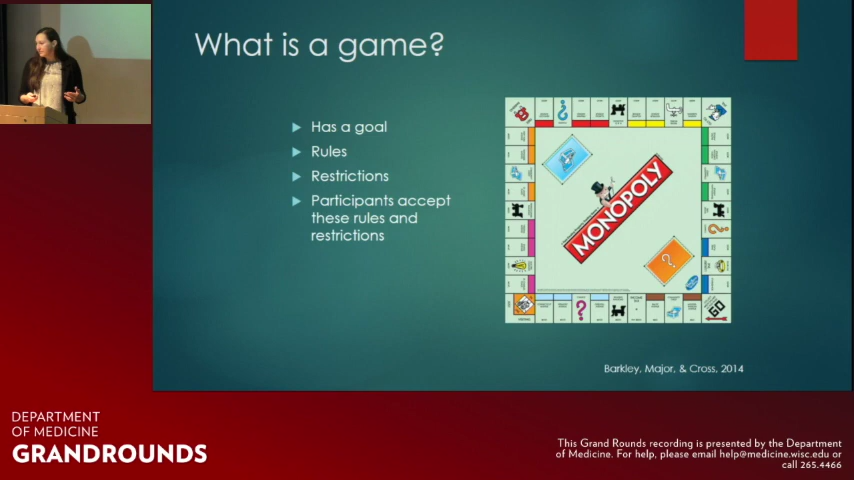 What is a game?
Has a goal
Rules
Restrictions
Participants accept
these rules and
restrictions
MONOPOLY
GO
Barkley, Major, & Cross, 2014
DEPARTMENT
OF MEDICINE
GRANDROUNDS
This Grand Rounds recording is presented by the Department
of Medicine. For help, please email help@medicine.wisc.edu or
call 265.4466